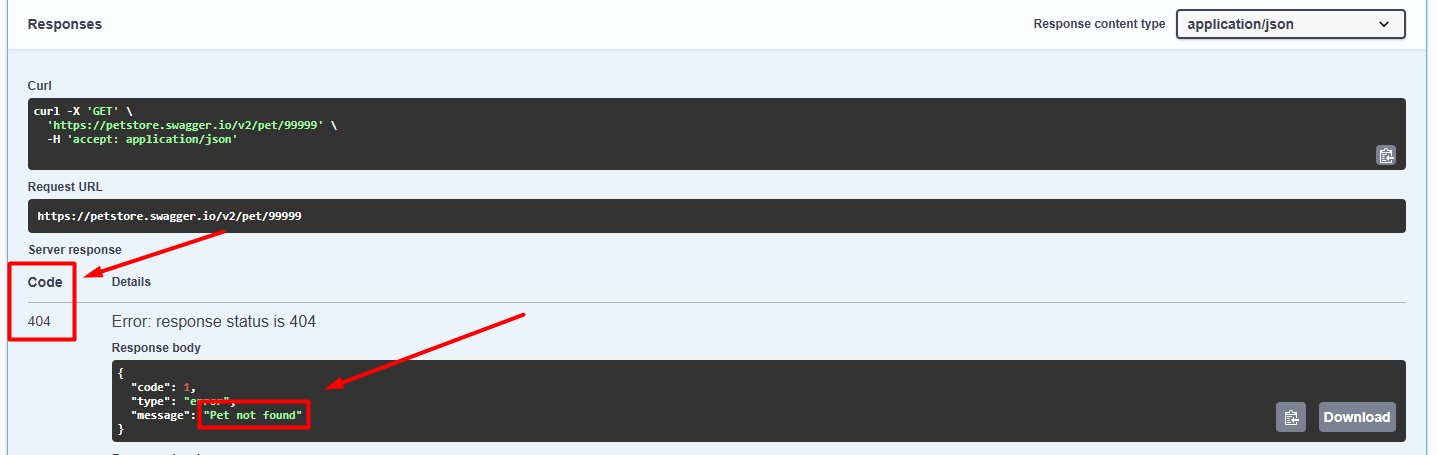 Responses
Response content type
application/json
Curl
curl -X 'GET' \
'https://petstore.swagger.io/v2/pet/99999' \
-H 'accept: application/json'
Request URL
https://petstore.swagger.io/v2/pet/99999
Server response
Code
Details
404
Error: response status is 404
Response body
{
"code": 1,
"type": "error",
"message": "Pet not found"
}
Download